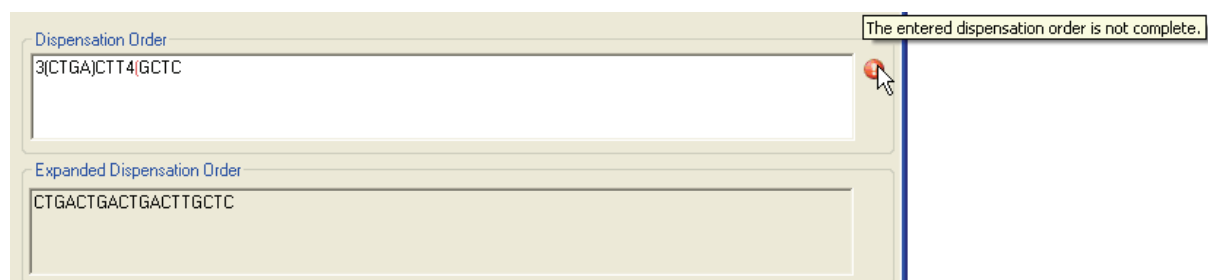 The entered dispensation order is not complete.
Dispensation Order
3(CTGA)CTT4(GCTC
Expanded Dispensation Order
CTGACTGACTGACTTGCTC